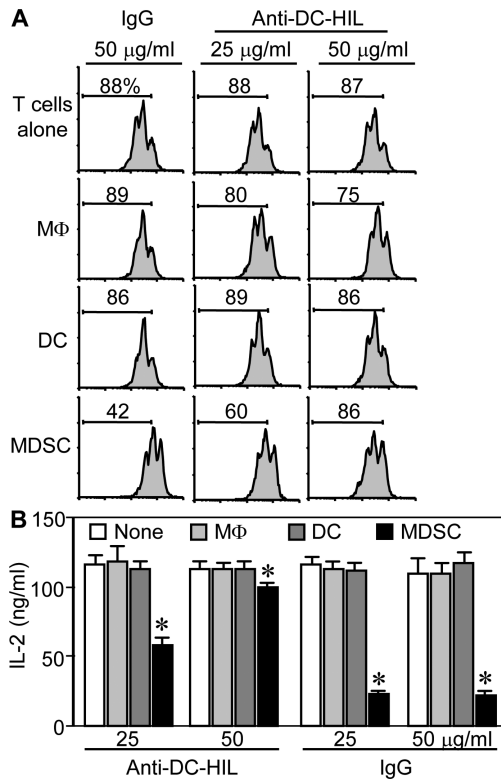 A
IgG
Anti-DC-HIL
50 μg/ml
25 μg/ml
50 μg/ml
T cells
alone
88%
88
87
MΦ
89
80
75
DC
86
89
86
MDSC
42
60
86
B
IL-2 (ng/ml)
150
100
50
0
None
MΦ
DC
MDSC
*
*
*
*
25
50
25
50 μg/ml
Anti-DC-HIL
IgG